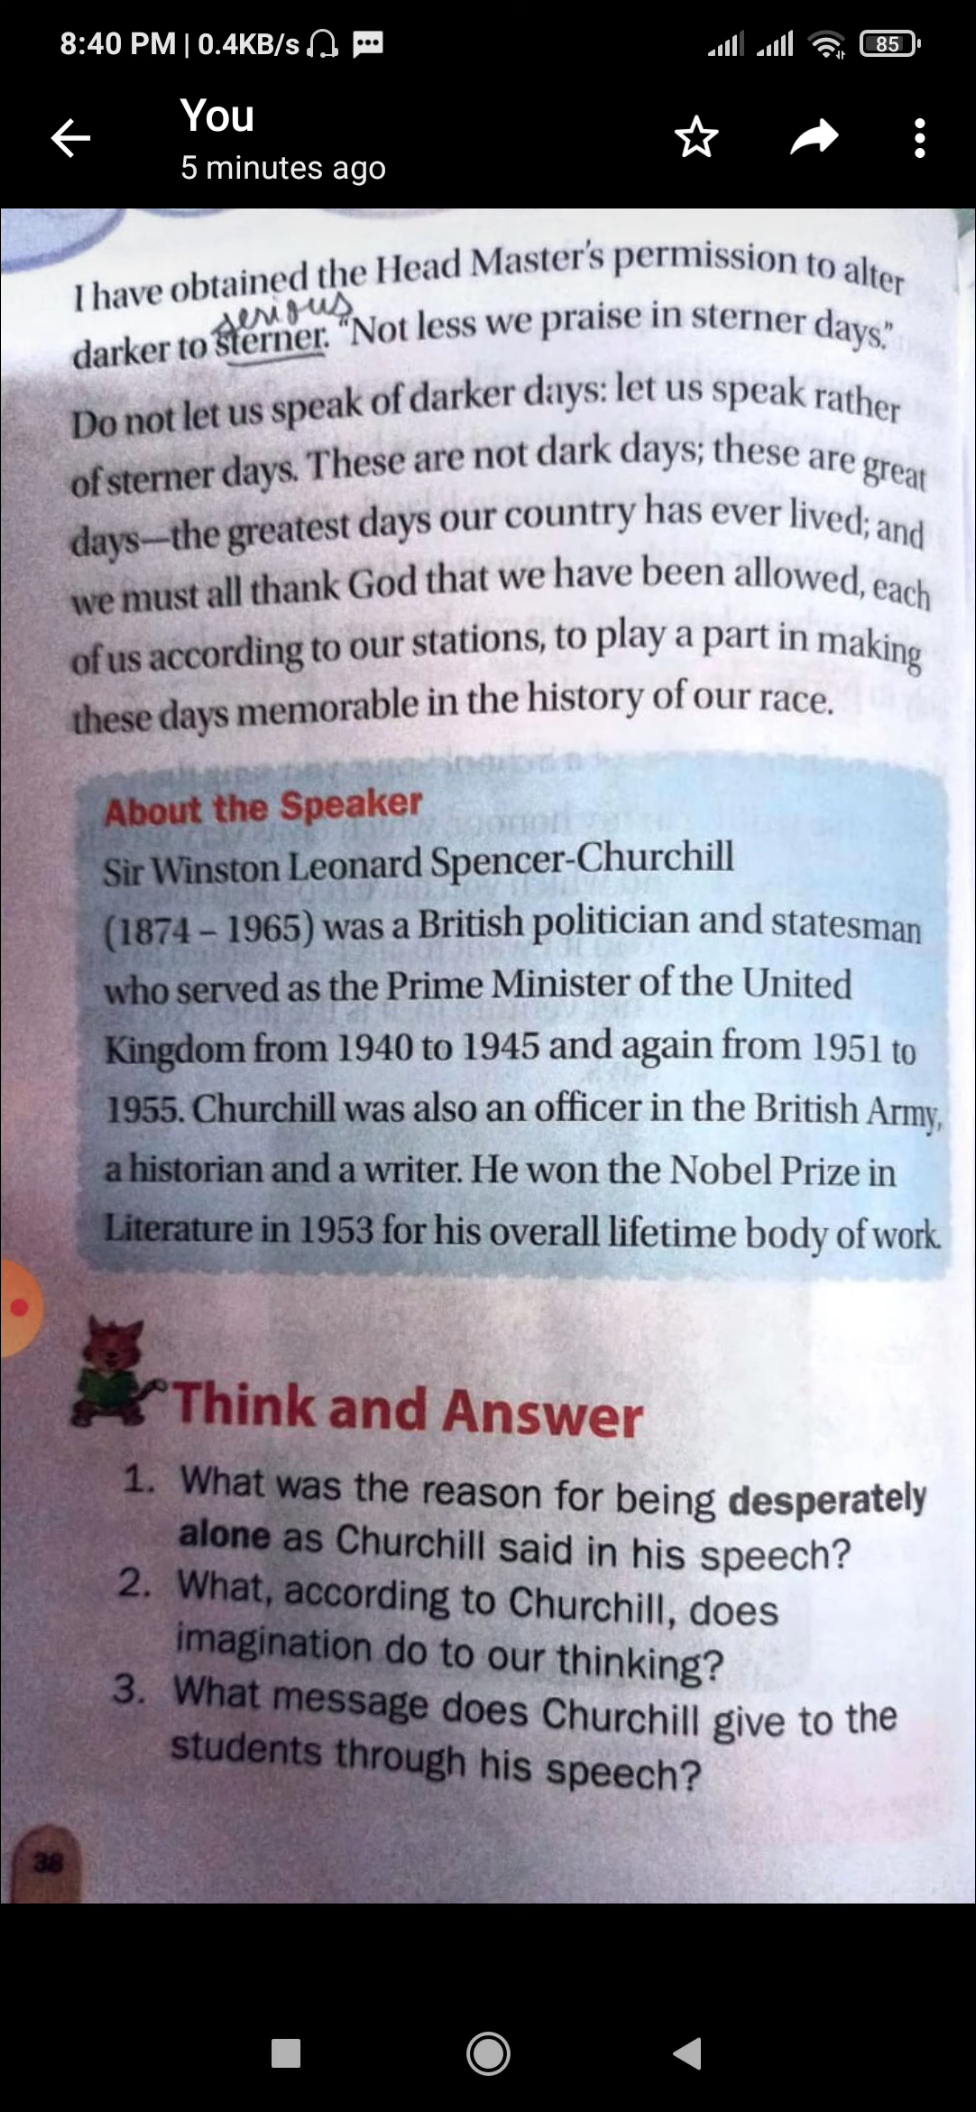 8:40 PM | 0.4KB/s
85
You
5 minutes ago
I have obtained the Head Master's permission to alter
serious
darker to sterner. "Not less we praise in sterner days."
Do not let us speak of darker days: let us speak rather
of sterner days. These are not dark days; these are great
days—the greatest days our country has ever lived; and
we must all thank God that we have been allowed, each
of us according to our stations, to play a part in making
these days memorable in the history of our race.
About the Speaker
Sir Winston Leonard Spencer-Churchill
(1874 – 1965) was a British politician and statesman
who served as the Prime Minister of the United
Kingdom from 1940 to 1945 and again from 1951 to
1955. Churchill was also an officer in the British Army,
a historian and a writer. He won the Nobel Prize in
Literature in 1953 for his overall lifetime body of work.
Think and Answer
1. What was the reason for being desperately
alone as Churchill said in his speech?
2. What, according to Churchill, does
imagination do to our thinking?
3. What message does Churchill give to the
students through his speech?
38